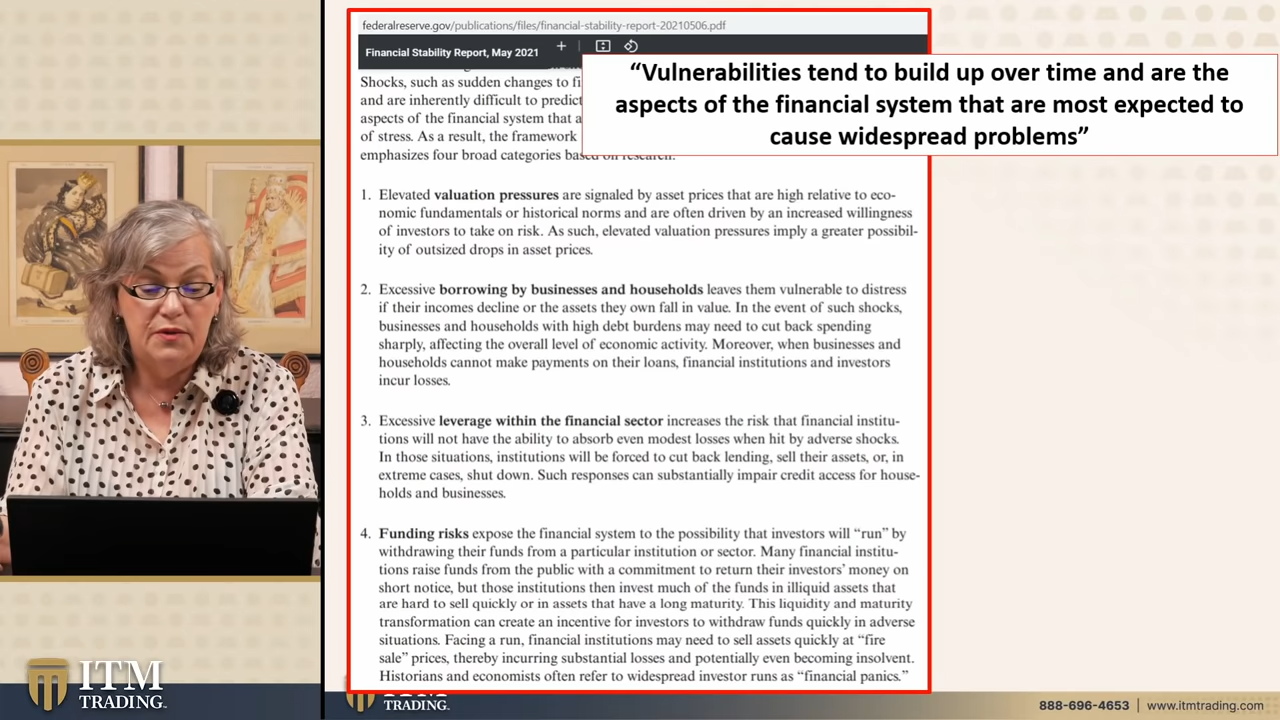 federalreserve.gov/publications/files/financial-stability-report-20210506.pdf
Financial Stability Report, May 2021
Shocks, such as sudden changes to fi
and are inherently difficult to predict
aspects of the financial system that a
of stress. As a result, the framework
emphasizes four broad categories based on research.
“Vulnerabilities tend to build up over time and are the
aspects of the financial system that are most expected to
cause widespread problems”
1. Elevated valuation pressures are signaled by asset prices that are high relative to eco-
nomic fundamentals or historical norms and are often driven by an increased willingness
of investors to take on risk. As such, elevated valuation pressures imply a greater possibil-
ity of outsized drops in asset prices.
2. Excessive borrowing by businesses and households leaves them vulnerable to distress
if their incomes decline or the assets they own fall in value. In the event of such shocks,
businesses and households with high debt burdens may need to cut back spending
sharply, affecting the overall level of economic activity. Moreover, when businesses and
households cannot make payments on their loans, financial institutions and investors
incur losses.
3. Excessive leverage within the financial sector increases the risk that financial institu-
tions will not have the ability to absorb even modest losses when hit by adverse shocks.
In those situations, institutions will be forced to cut back lending, sell their assets, or, in
extreme cases, shut down. Such responses can substantially impair credit access for house-
holds and businesses.
4. Funding risks expose the financial system to the possibility that investors will “run” by
withdrawing their funds from a particular institution or sector. Many financial institu-
tions raise funds from the public with a commitment to return their investors’ money on
short notice, but those institutions then invest much of the funds in illiquid assets that
are hard to sell quickly or in assets that have a long maturity. This liquidity and maturity
transformation can create an incentive for investors to withdraw funds quickly in adverse
situations. Facing a run, financial institutions may need to sell assets quickly at “fire
sale” prices, thereby incurring substantial losses and potentially even becoming insolvent.
Historians and economists often refer to widespread investor runs as “financial panics.”
ITM
TRADING
TRADING.
888-696-4653 | www.itmtrading.com